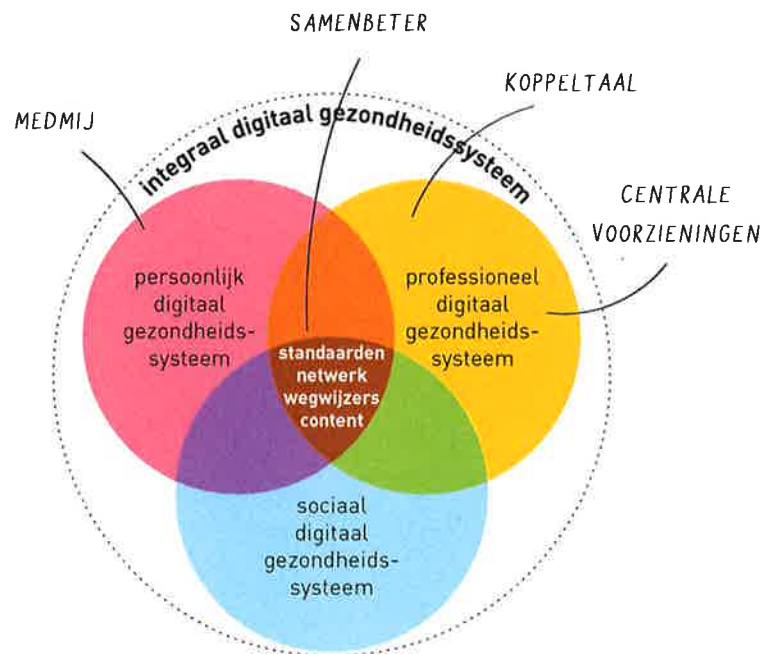 SAMENBETER
KOPPELTAAL
MEDMIJ
integraal digitaal gezondheidssysteem
CENTRALE
VOORZIENINGEN
persoonlijk
digitaal
gezondheids-
systeem
professioneel
digitaal
gezondheids-
systeem
standaarden
netwerk
wegwijzers
content
sociaal
digitaal
gezondheids-
systeem